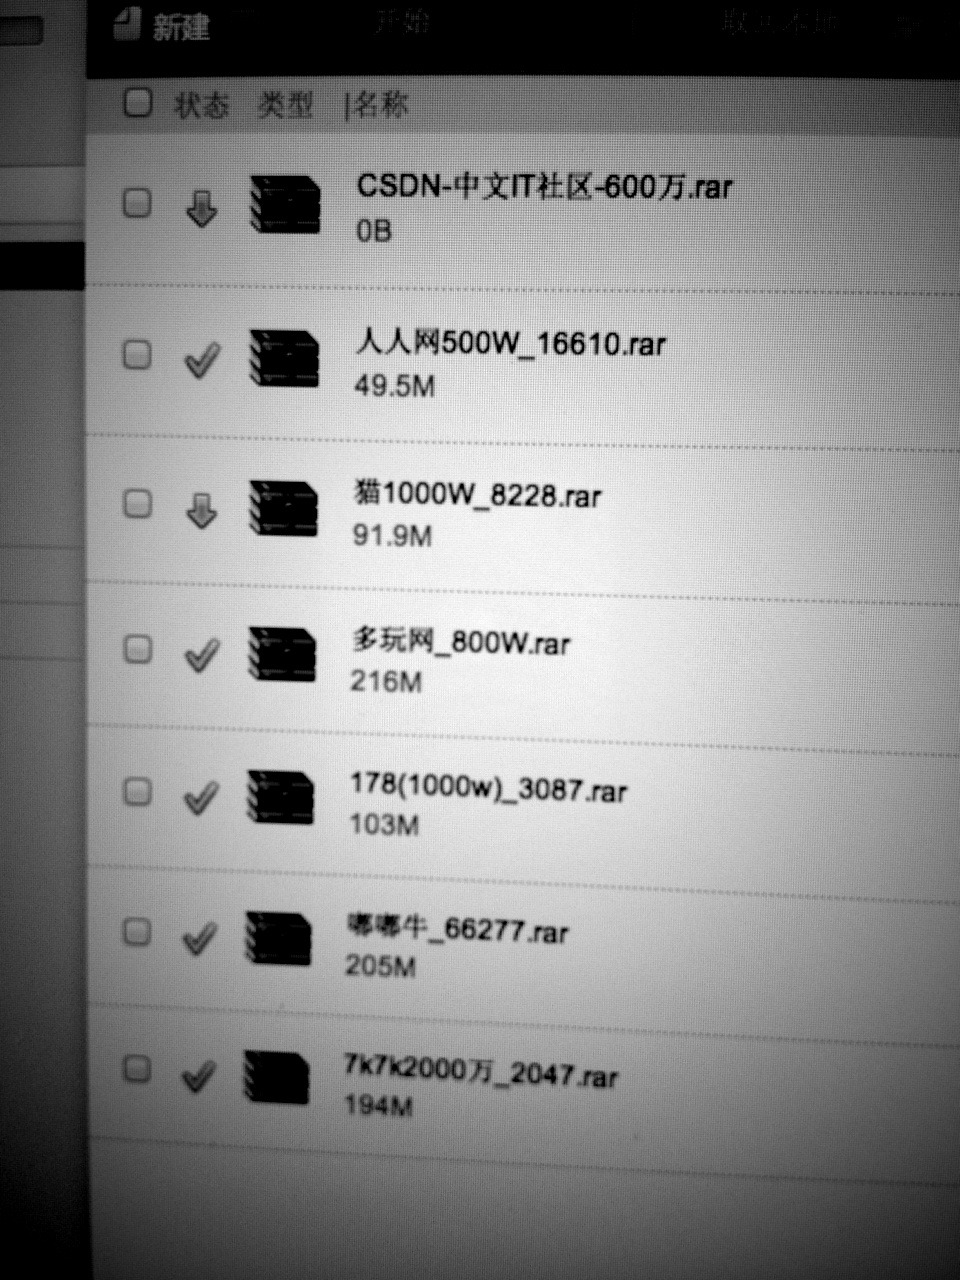 新建
开始
状态 类型 |名称
CSDN-中文IT社区-600万.rar
0B
人人网500W_16610.rar
49.5M
猫1000W_8228.rar
91.9M
多玩网_800W.rar
216M
178(1000w)_3087.rar
103M
嘟嘟牛_66277.rar
205M
7k7k2000万_2047.rar
194M